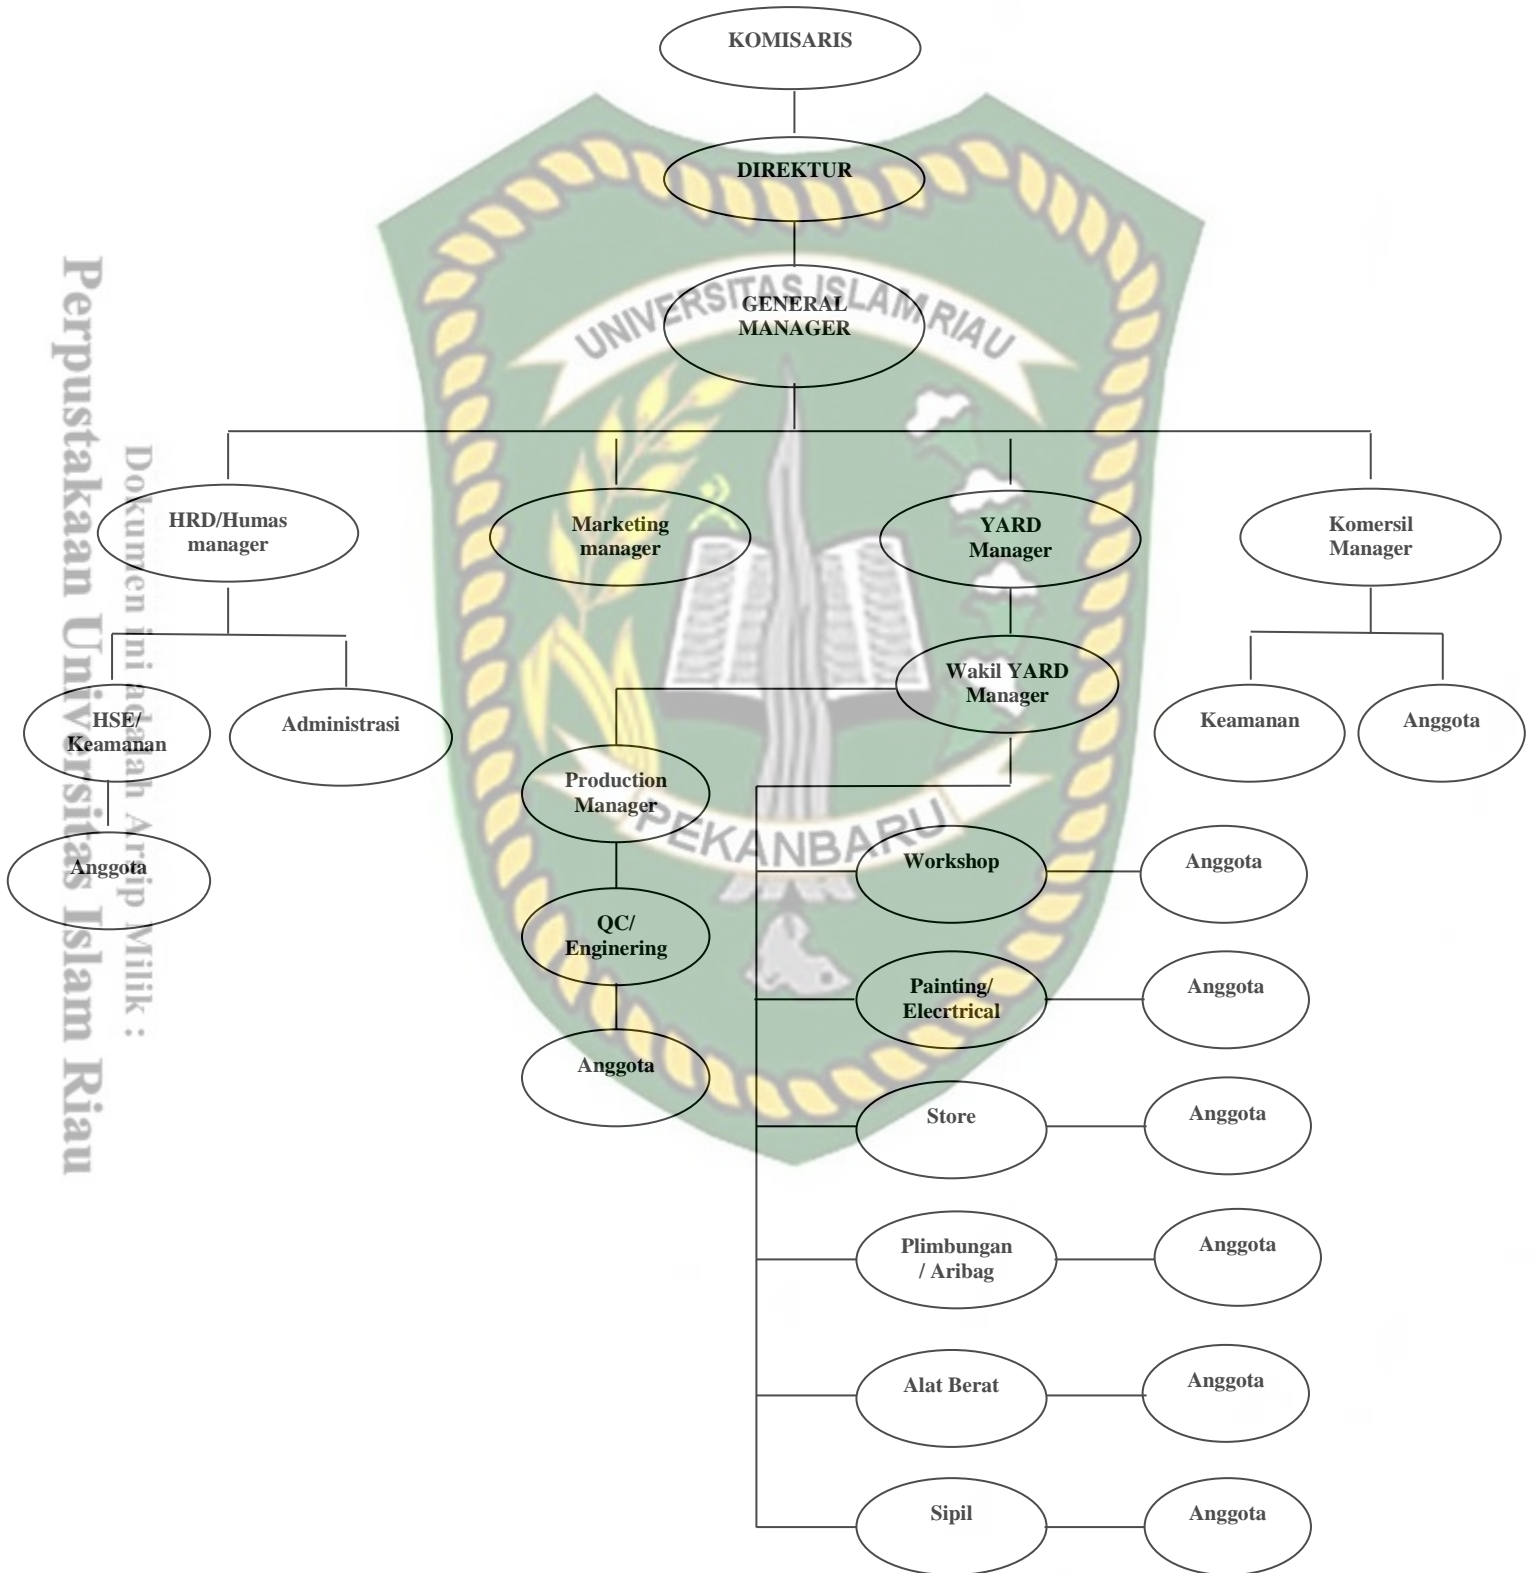 KOMISARIS
DIREKTUR
UNIVERSITAS ISLAM RIAU
GENERAL
MANAGER
HRD/Humas
manager
Marketing
manager
YARD
Manager
Komersil
Manager
Wakil YARD
Manager
HSE/
Keamanan
Administrasi
Keamanan
Anggota
Production
Manager
Anggota
PEKANBARU
Workshop
Anggota
QC/
Enginering
Painting/
Elecrtrical
Anggota
Anggota
Store
Anggota
Plimbungan
/ Aribag
Anggota
Alat Berat
Anggota
Sipil
Anggota
Dokumen ini adalah Arsip Milik :
Perpustakaan Universitas Islam Riau